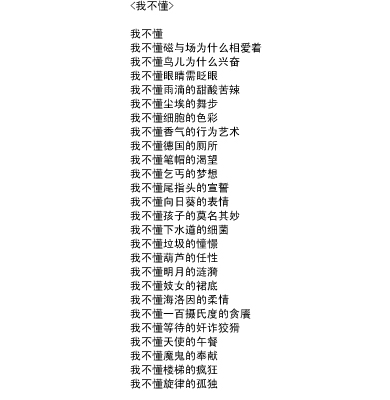 <我不懂>
我不懂
我不懂磁与场为什么相爱着
我不懂鸟儿为什么兴奋
我不懂眼睛需眨眼
我不懂雨滴的甜酸苦辣
我不懂尘埃的舞步
我不懂细胞的色彩
我不懂香气的行为艺术
我不懂德国的厕所
我不懂笔帽的渴望
我不懂乞丐的梦想
我不懂尾指头的宣誓
我不懂向日葵的表情
我不懂孩子的莫名其妙
我不懂下水道的细菌
我不懂垃圾的憧憬
我不懂葫芦的任性
我不懂明月的涟漪
我不懂妓女的裙底
我不懂海洛因的柔情
我不懂一百摄氏度的贪餍
我不懂等待的奸诈狡猾
我不懂天使的午餐
我不懂魔鬼的奉献
我不懂楼梯的疯狂
我不懂旋律的孤独